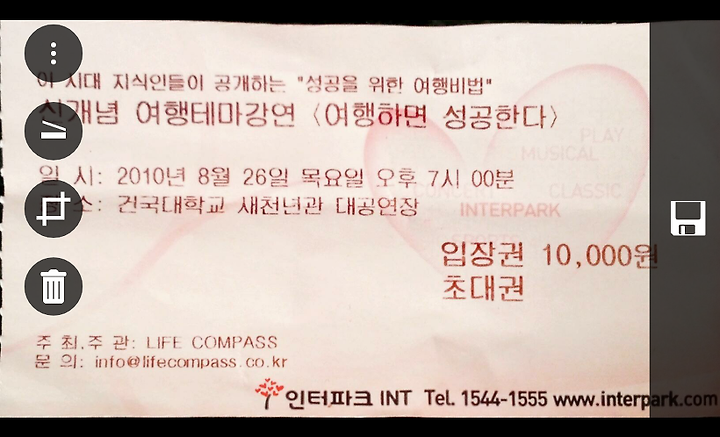 이 시대 지식인들이 공개하는 "성공을 위한 여행비법"
신개념 여행테마강연 〈여행하면 성공한다〉
PLAY
MUSICAL
일 시: 2010년 8월 26일 목요일 오후 7시 00분
CONCERT CLASSIC
소: 건국대학교 새천년관 대공연장
INTERPARK
SPORTS
입장권 10,000원
초대권
주 최.주 관: LIFE COMPASS
문 의: info@lifecompass.co.kr
인터파크 INT Tel. 1544-1555 www.interpark.com